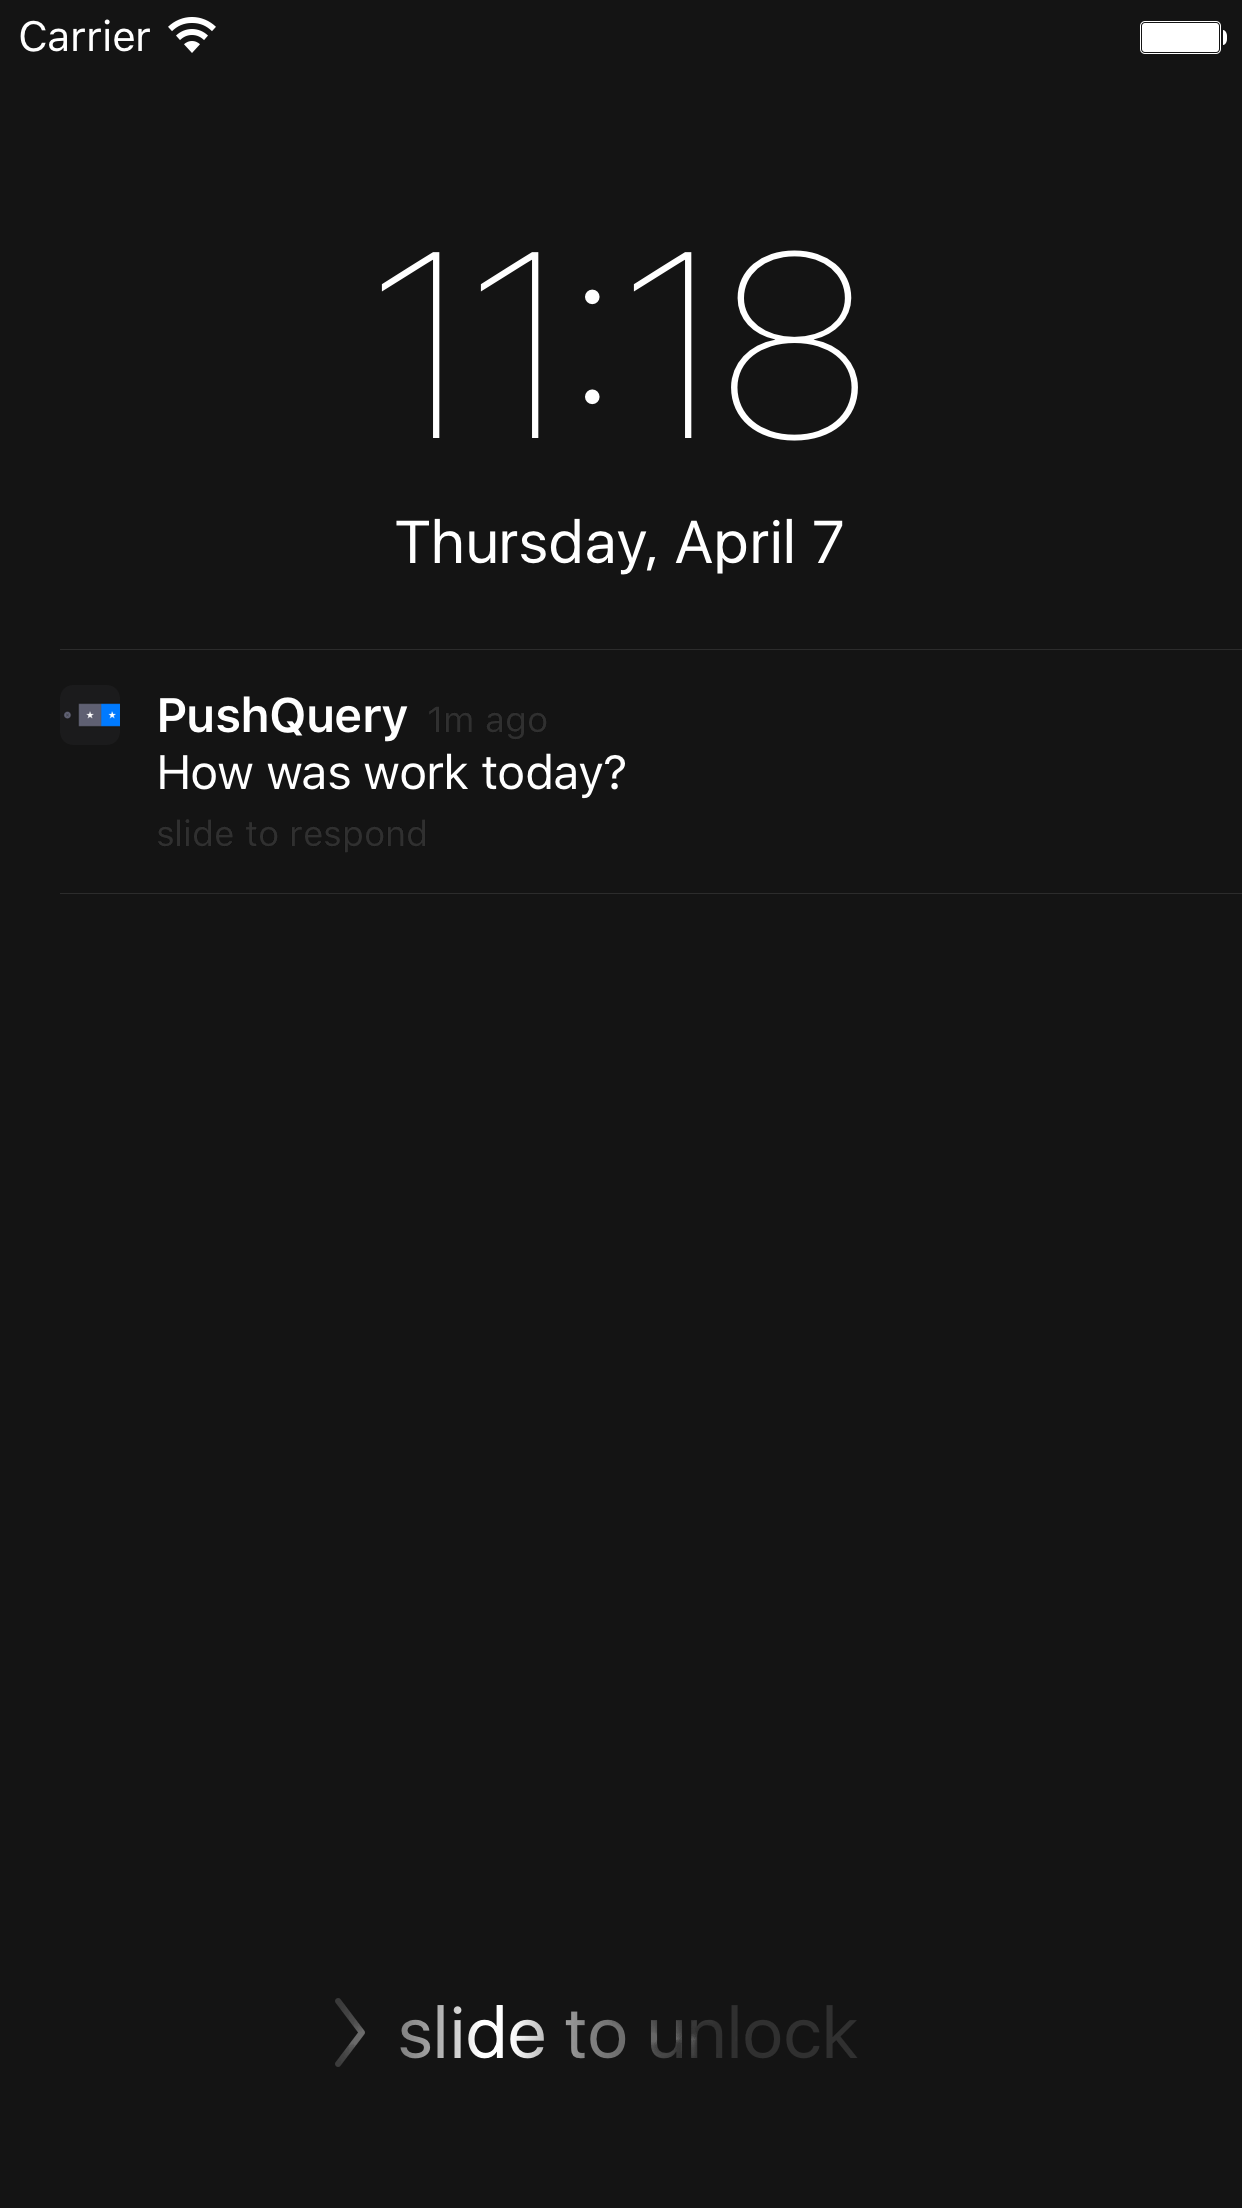 Carrier
11:18
Thursday, April 7
PushQuery 1m ago
How was work today?
slide to respond
slide to unlock